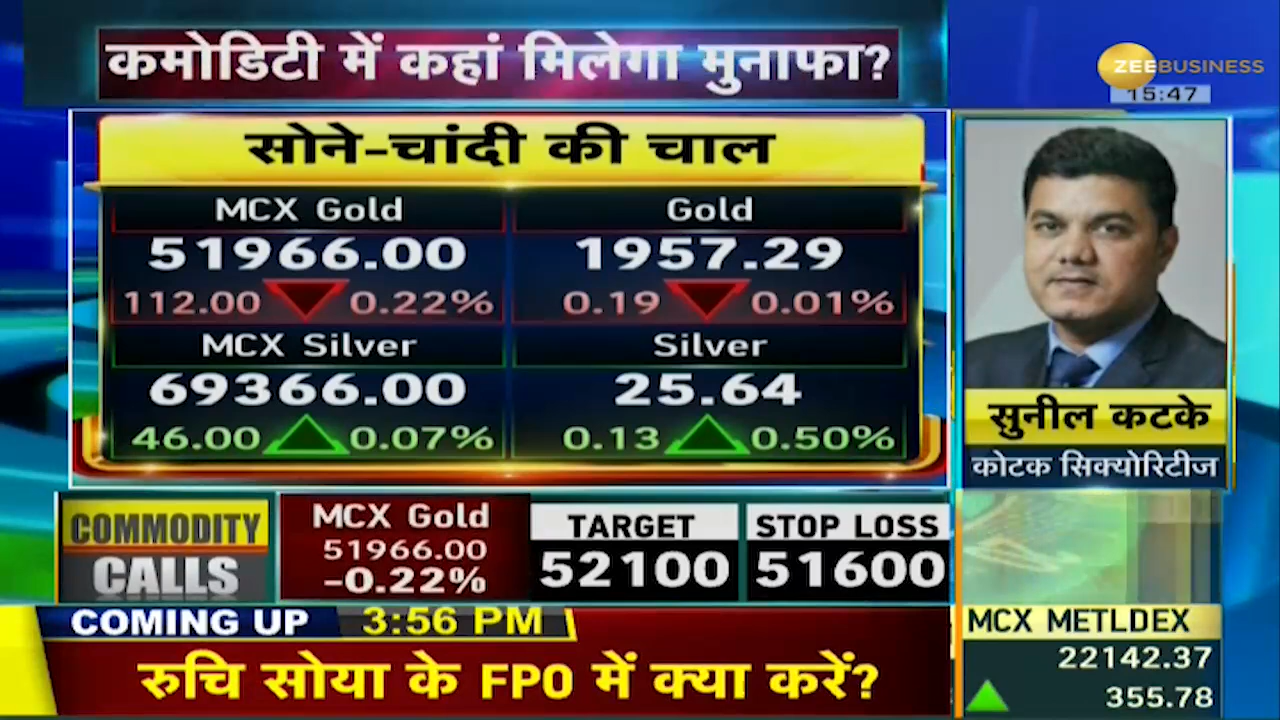 कमोडिटी में कहां मिलेगा मुनाफा?
ZEEBUSINESS
15:47
सोने-चांदी की चाल
MCX Gold
51966.00
112.00 0.22%
Gold
1957.29
0.19 0.01%
MCX Silver
69366.00
46.00 0.07%
Silver
25.64
0.13 0.50%
सुनील कटके
कोटक सिक्योरिटीज
COMMODITY
CALLS
MCX Gold
51966.00
-0.22%
TARGET
52100
STOP LOSS
51600
COMING UP 3:56 PM
रुचि सोया के FPO में क्या करें?
MCX METLDEX
22142.37
355.78